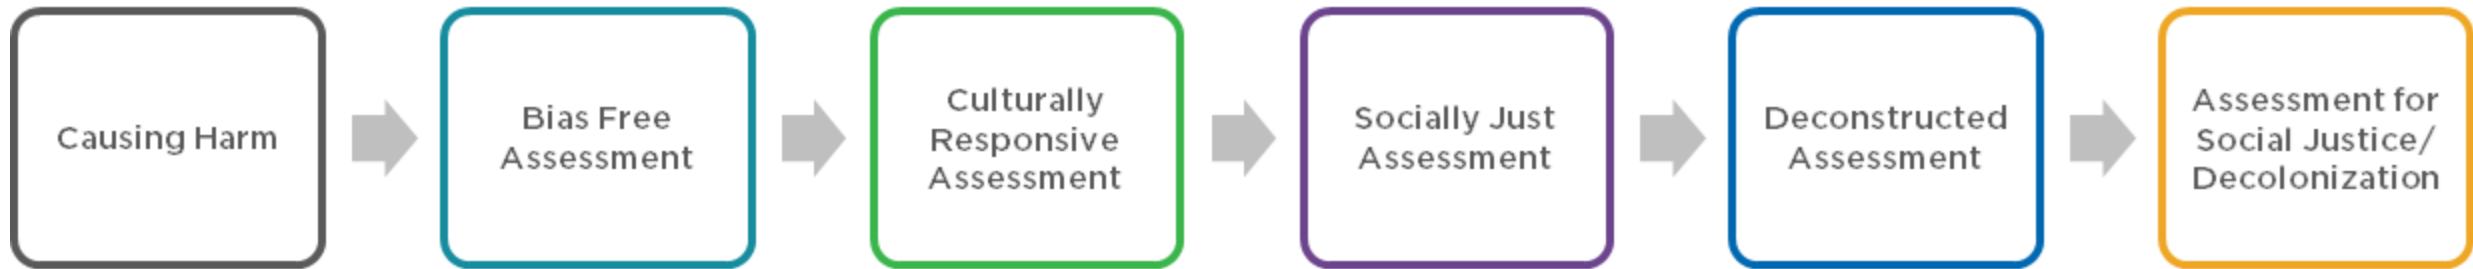 Causing Harm
Bias Free
Assessment
Culturally
Responsive
Assessment
Socially Just
Assessment
Deconstructed
Assessment
Assessment for
Social Justice/
Decolonization